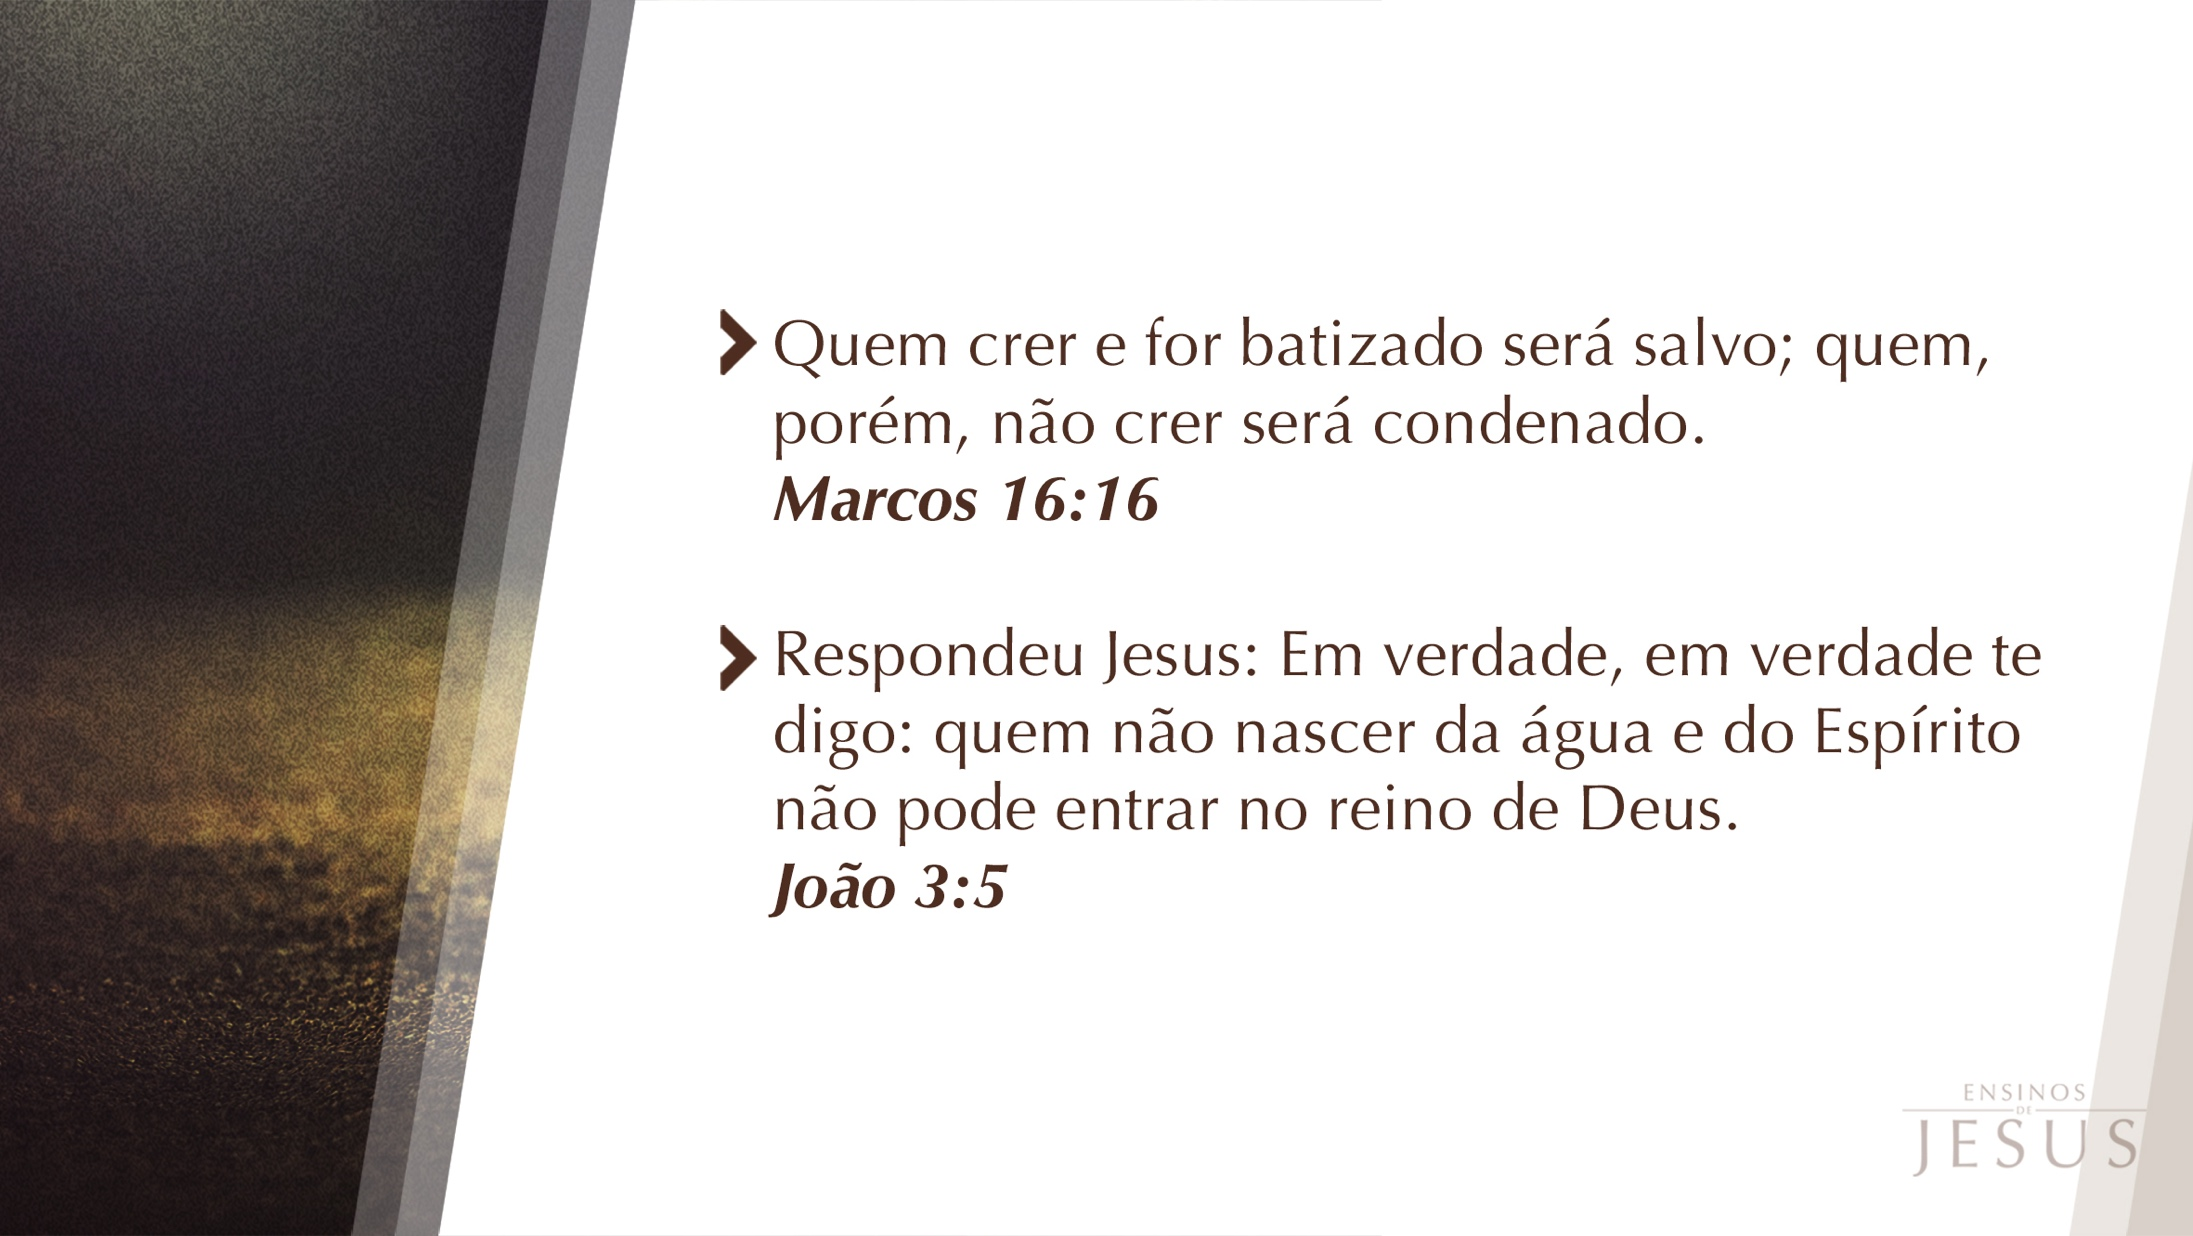 Quem crer e for batizado será salvo; quem,
porém, não crer será condenado.
Marcos 16:16
Respondeu Jesus: Em verdade, em verdade te
digo: quem não nascer da água e do Espírito
não pode entrar no reino de Deus.
João 3:5
ENSINOS
DE
JESUS